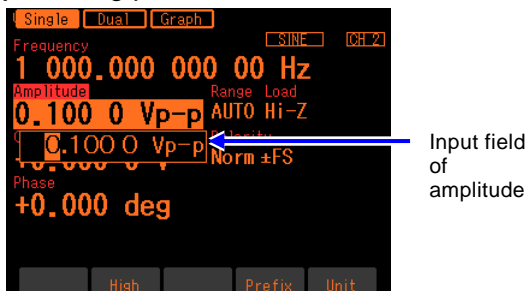 Single Dual Graph
Frequency SINE CH 2
1 000.000 000 00 Hz
Amplitude Range Load
0.100 0 Vp-p AUTO Hi-Z
0.100 0 Vp-p
Norm ±FS
Phase
+0.000 deg
High Prefix Unit
Input field
of
amplitude